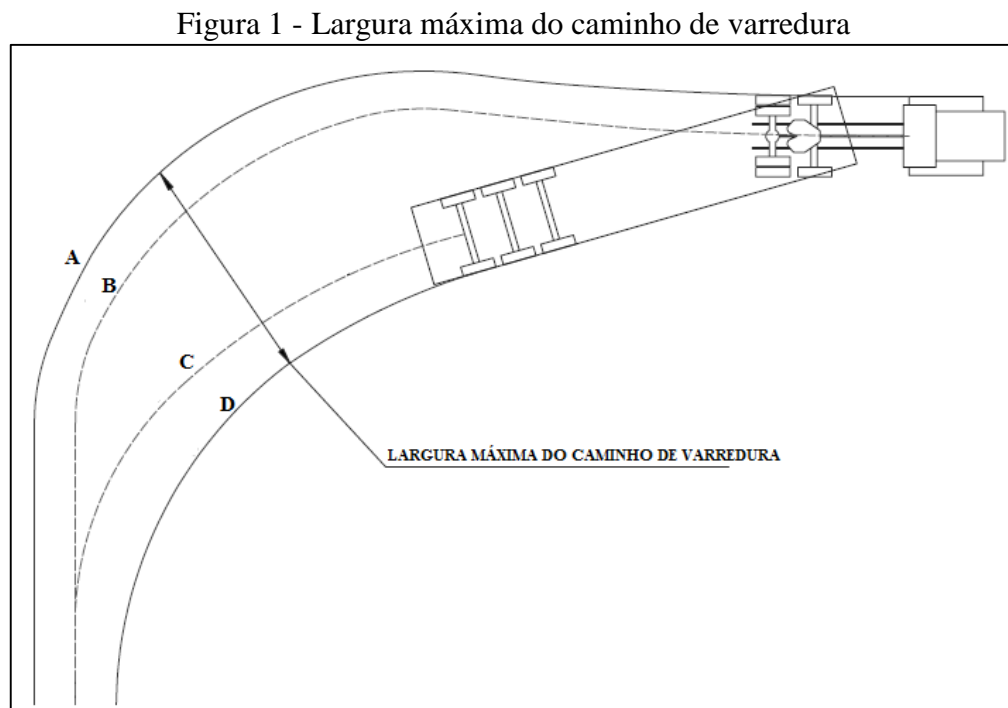 Figura 1 - Largura máxima do caminho de varredura
A
B
C
D
LARGURA MÁXIMA DO CAMINHO DE VARREDURA